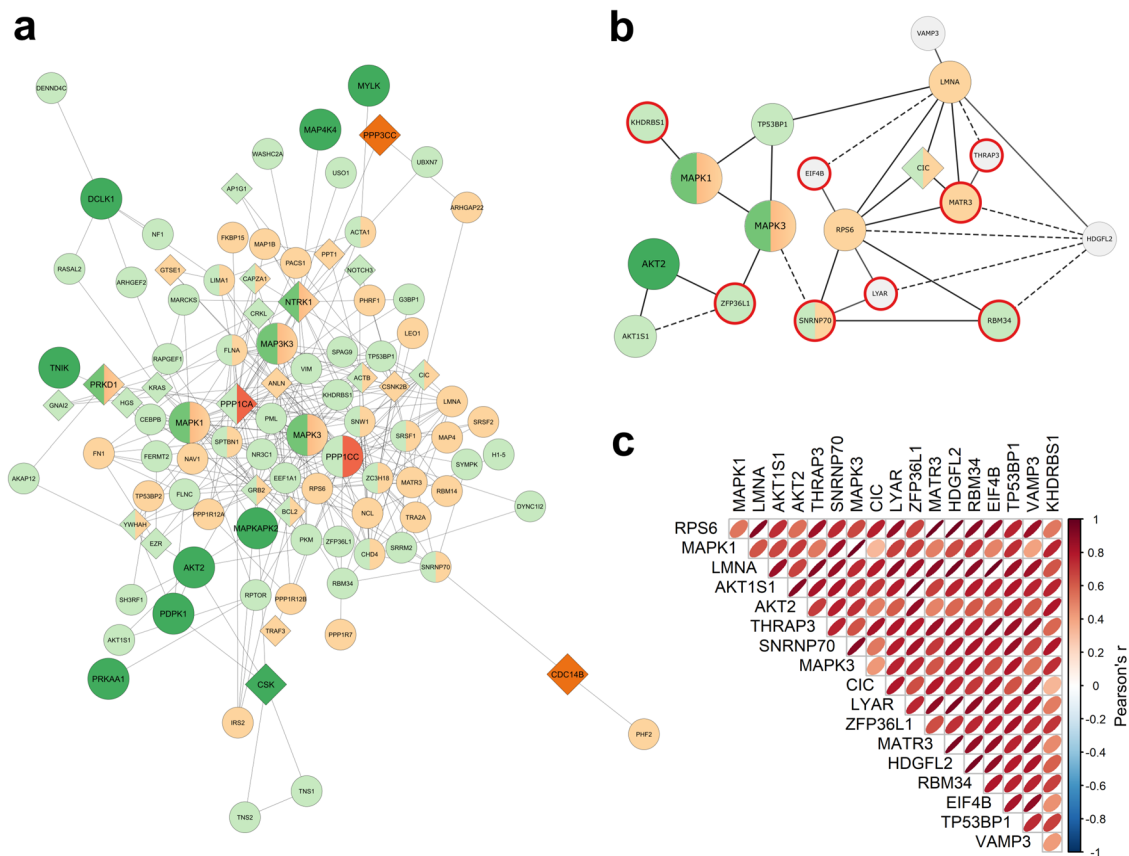 a
DENND4C
MYLK
MAP4K4
PPP3CC
WASHC2A
USO1
UBXN7
AP1G1
DCLK1
ARHGAP22
NF1
FKBP15
MAP1B
ACTA1
PPT1
PACS1
RASAL2
ARHGEF2
GTSE1
LIMA1
CAPZA1
NOTCH3
MARCKS
NTRK1
PHRF1
G3BP1
CRKL
LEO1
MAP3K3
FLNA
SPAG9
TP53BP1
RAPGEF1
VIM
TNIK
PRKD1
KRAS
ANLN
ACTB
CSNK2B
CIC
GNAI2
HGS
PPP1CA
KHDRBS1
LMNA
CEBPB
MAPK1
PML
SNW1
SRSF1
SRSF2
MAPK3
MAP4
SPTBN1
FN1
FERMT2
NAV1
NR3C1
PPP1CC
SYMPK
H1-5
AKAP12
EEF1A1
ZC3H18
MATR3
RBM14
TP53BP2
FLNC
GRB2
RPS6
DYNC1I2
PPP1R12A
BCL2
NCL
TRA2A
YWHAH
MAPKAPK2
EZR
PKM
ZFP36L1
SRRM2
CHD4
SNRNP70
AKT2
RBM34
SH3RF1
PDPK1
RPTOR
PPP1R12B
AKT1S1
TRAF3
PPP1R7
PRKAA1
CSK
CDC14B
IRS2
PHF2
TNS1
TNS2
b
VAMP3
LMNA
KHDRBS1
TP53BP1
THRAP3
EIF4B
CIC
MAPK1
MATR3
MAPK3
RPS6
HDGFL2
AKT2
LYAR
ZFP36L1
SNRNP70
RBM34
AKT1S1
c
MAPK1
LMNA
AKT1S1
AKT2
THRAP3
SNRNP70
MAPK3
CIC
LYAR
ZFP36L1
MATR3
HDGFL2
RBM34
EIF4B
TP53BP1
VAMP3
KHDRBS1
RPS6
MAPK1
LMNA
AKT1S1
AKT2
THRAP3
SNRNP70
MAPK3
CIC
LYAR
ZFP36L1
MATR3
HDGFL2
RBM34
EIF4B
TP53BP1
VAMP3
1
0.8
0.6
0.4
0.2
0
-0.2
-0.4
-0.6
-0.8
-1
Pearson's r